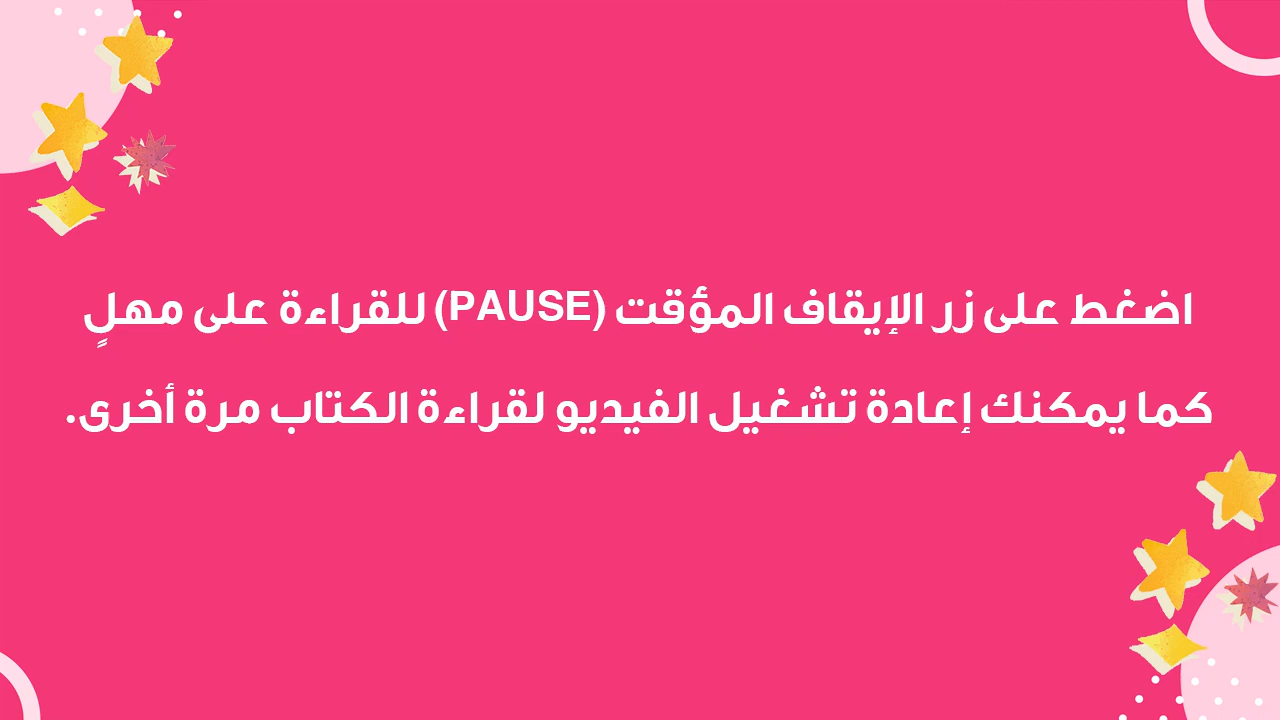 اضغط على زر الإيقاف المؤقت (PAUSE) للقراءة على مهلٍ
كما يمكنك إعادة تشغيل الفيديو لقراءة الكتاب مرة أخرى.